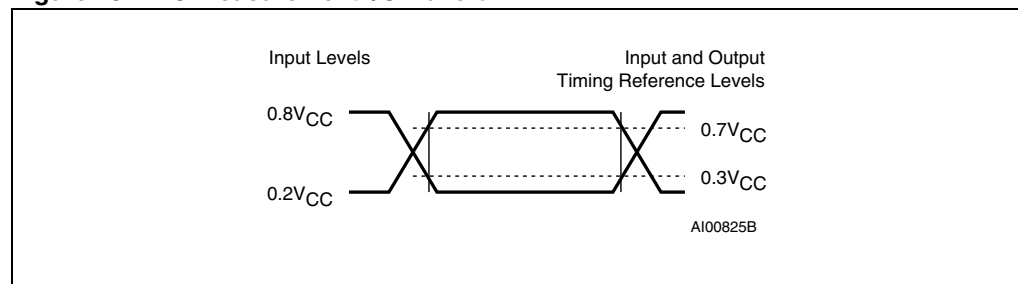 Input Levels
Input and Output
Timing Reference Levels
0.8VCC
0.7VCC
0.3VCC
0.2VCC
AI00825B